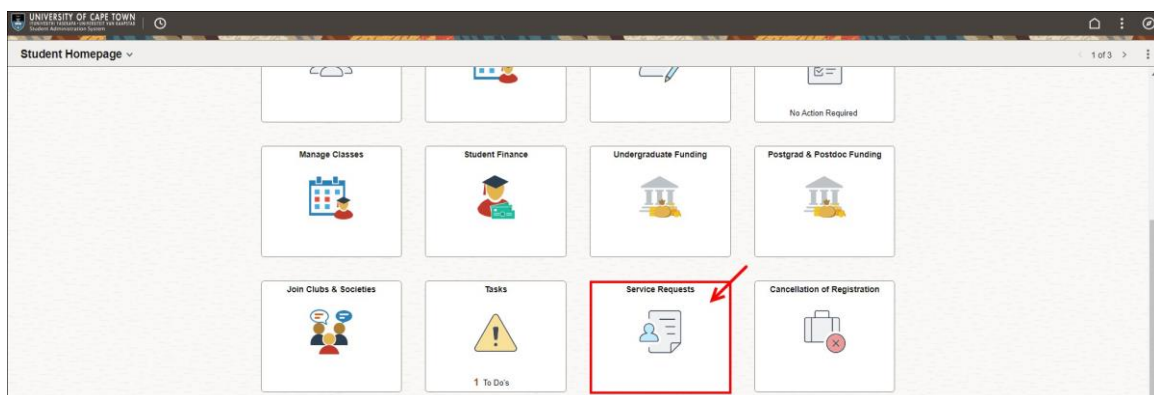 UNIVERSITY OF CAPE TOWN
Student Administration System
Student Homepage
1 of 3
No Action Required
Manage Classes
Student Finance
Undergraduate Funding
Postgrad & Postdoc Funding
Join Clubs & Societies
Tasks
Service Requests
Cancellation of Registration
1 To Do's